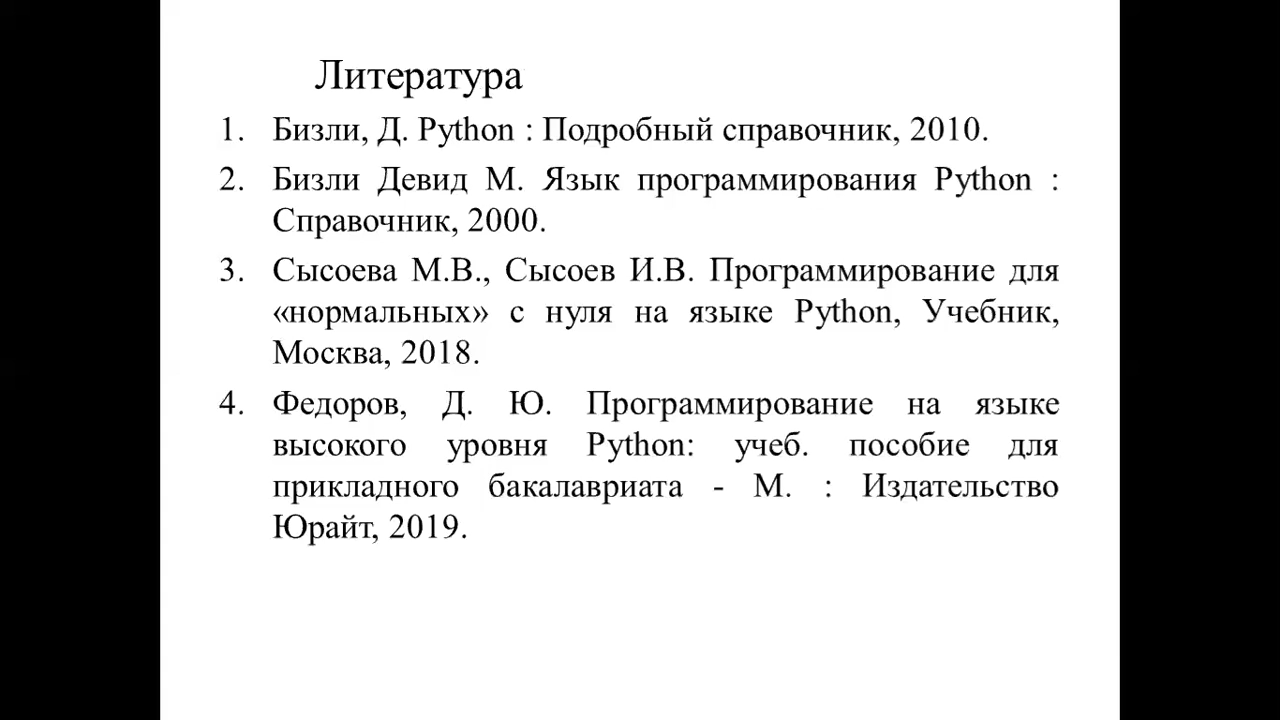 Литература
1. Бизли, Д. Python : Подробный справочник, 2010.
2. Бизли Девид М. Язык программирования Python :
Справочник, 2000.
3. Сысоева М.В., Сысоев И.В. Программирование для
«нормальных» с нуля на языке Python, Учебник,
Москва, 2018.
4. Федоров, Д. Ю. Программирование на языке
высокого уровня Python: учеб. пособие для
прикладного бакалавриата - М. : Издательство
Юрайт, 2019.